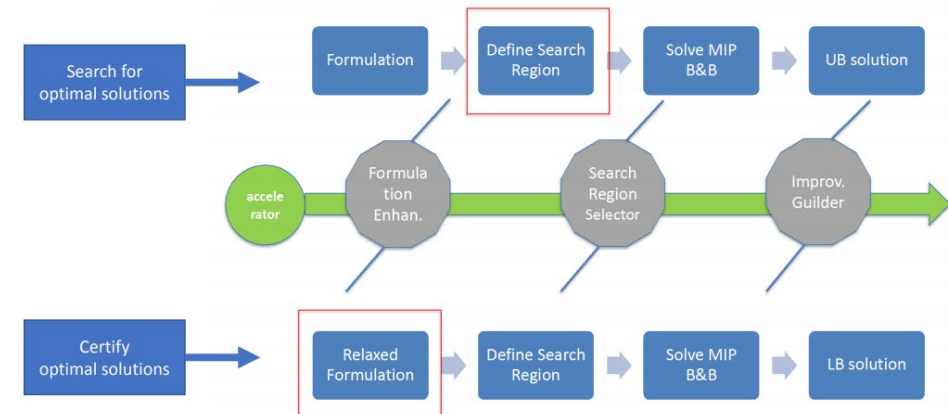 Search for
optimal solutions
Formulation
Define Search
Region
Solve MIP
B&B
UB solution
accele
rator
Formula
tion
Enhan.
Search
Region
Selector
Improv.
Guilder
Certify
optimal solutions
Relaxed
Formulation
Define Search
Region
Solve MIP
B&B
LB solution